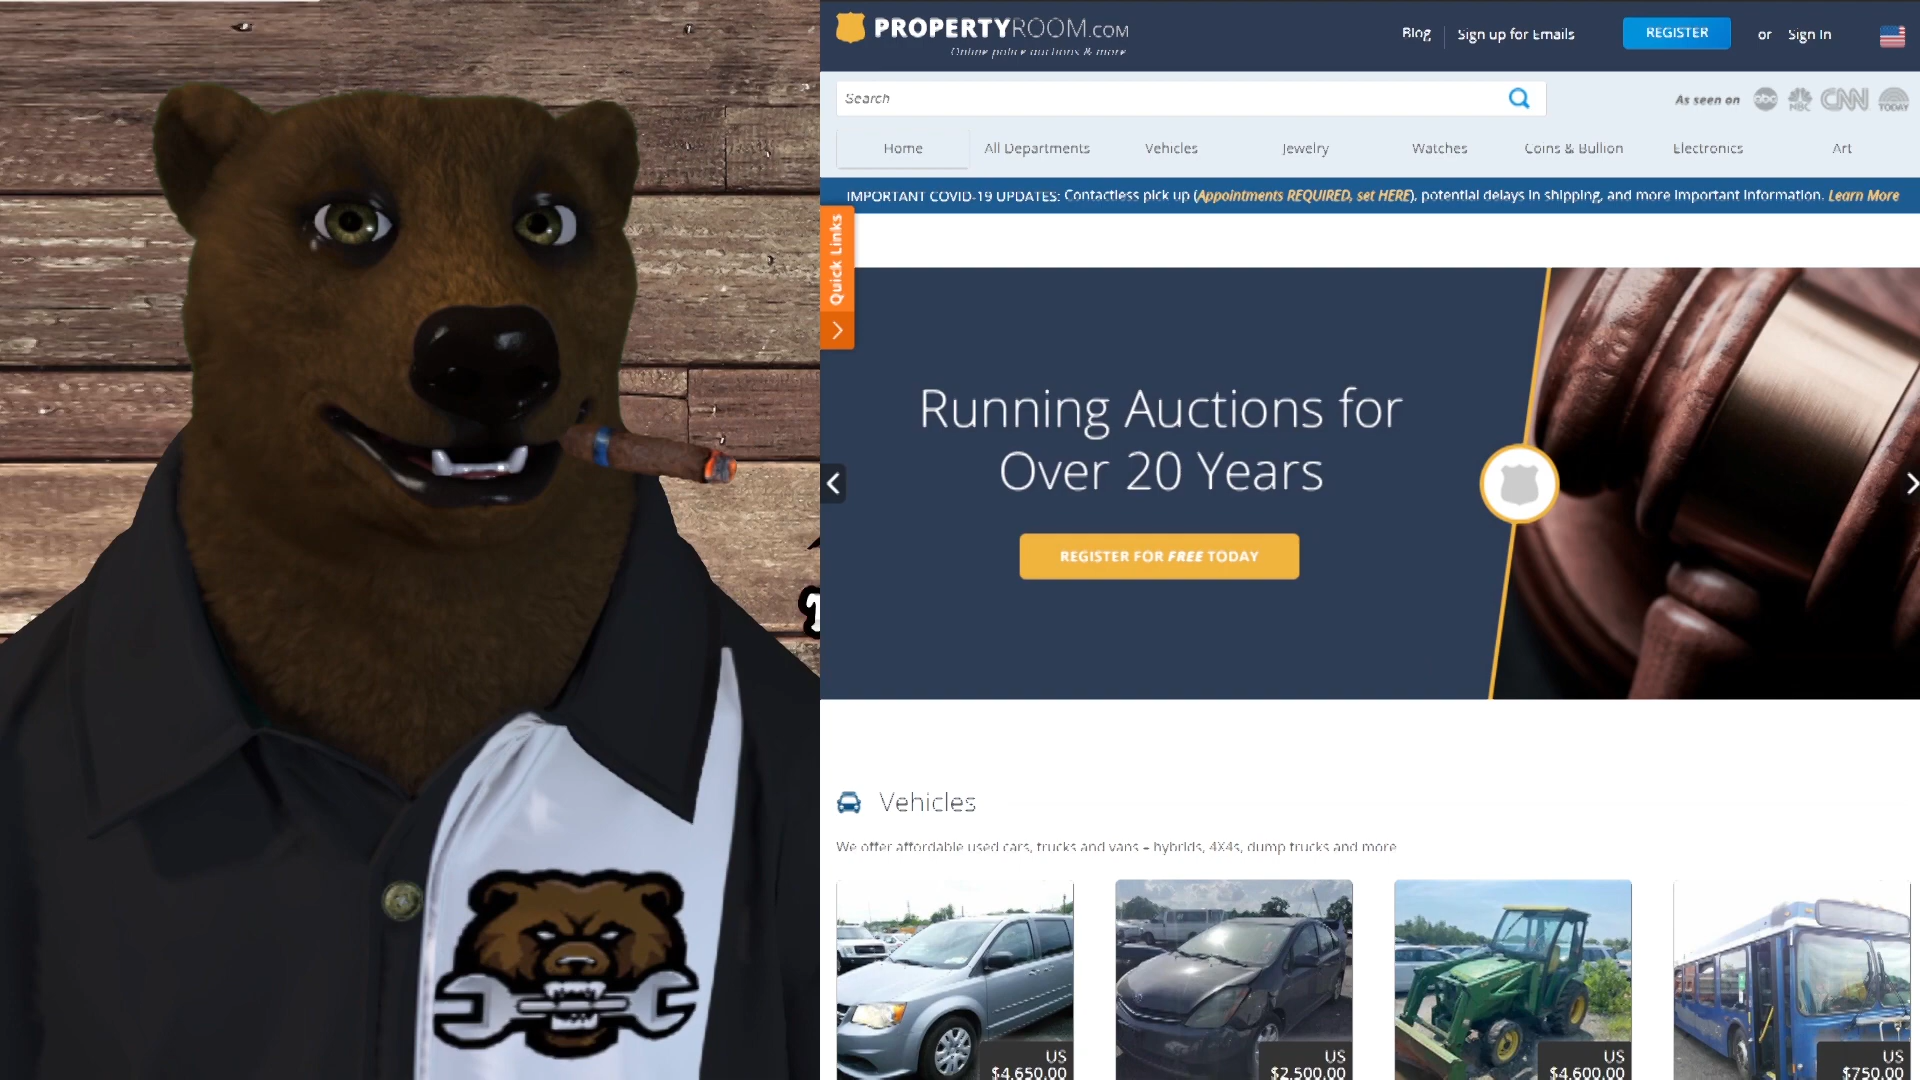 PROPERTYROOM.COM
Online police auctions & more
Blog
Sign up for Emails
REGISTER
or
Sign In
Search
As seen on
abc
NBC
CNN
TODAY
Home
All Departments
Vehicles
Jewelry
Watches
Coins & Bullion
Electronics
Art
IMPORTANT COVID-19 UPDATES: Contactless pick up (Appointments REQUIRED, set HERE), potential delays in shipping, and more important information. Learn More
Quick Links
Running Auctions for
Over 20 Years
REGISTER FOR FREE TODAY
Vehicles
We offer affordable used cars, trucks and vans – hybrids, 4X4s, dump trucks and more
US
$4,650.00
US
$2,500.00
US
$4,600.00
US
$750.00